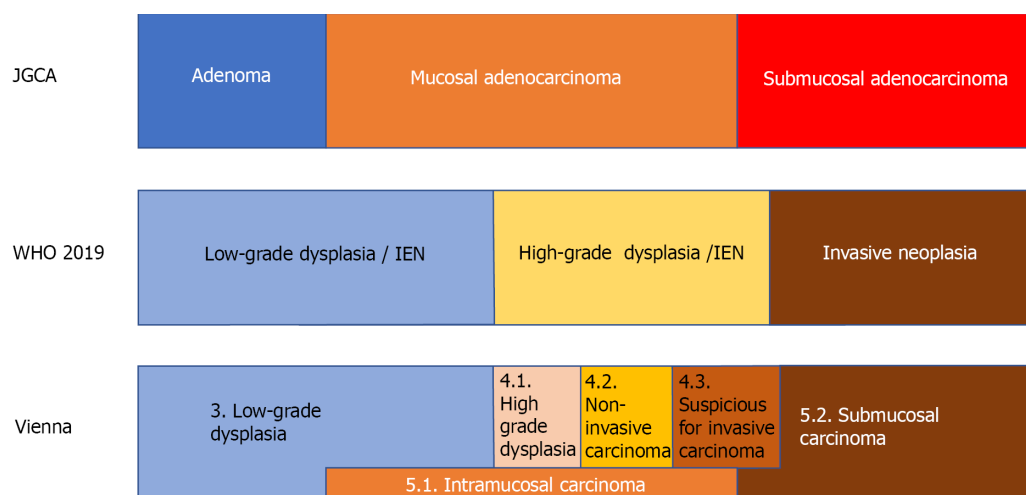 JGCA
Adenoma
Mucosal adenocarcinoma
Submucosal adenocarcinoma
WHO 2019
Low-grade dysplasia / IEN
High-grade dysplasia /IEN
Invasive neoplasia
Vienna
3. Low-grade
dysplasia
4.1.
High
grade
dysplasia
4.2.
Non-
invasive
carcinoma
4.3.
Suspicious
for invasive
carcinoma
5.2. Submucosal
carcinoma
5.1. Intramucosal carcinoma